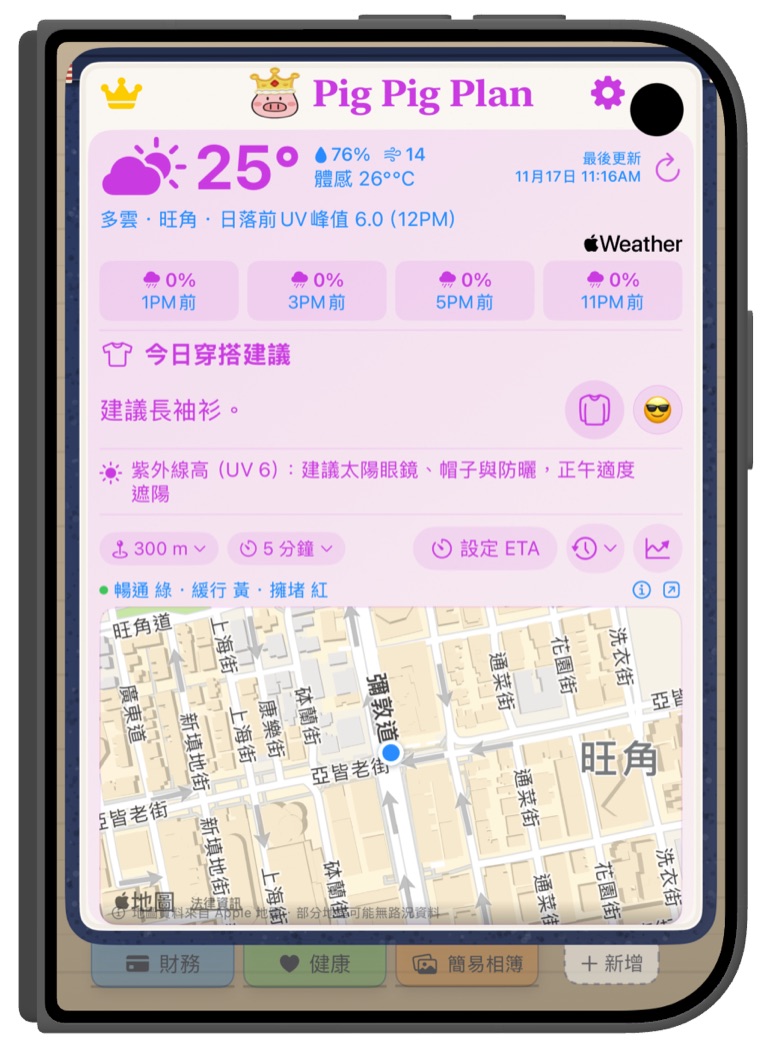 Pig Pig Plan
25°
76% 14
體感 26°°C
最後更新
11月17日 11:16AM
多雲 · 旺角 · 日落前UV峰值 6.0 (12PM)
Weather
0% 0% 0% 0%
1PM前 3PM前 5PM前 11PM前
今日穿搭建議
建議長袖衫。
紫外線高 (UV 6)：建議太陽眼鏡、帽子與防曬，正午適度
遮陽
300 m 5 分鐘 設定 ETA
暢通 綠 · 緩行 黃 · 擁堵 紅
旺角道
上海街
洗衣街
花園街
通菜街
彌敦道
廣東道
新填地街
上海街
康樂街
砵蘭街
亞皆
旺角
亞皆老街
亞皆老街
通菜街
新填地街
上海街
砵蘭街
通菜街
花園街
洗衣街
地圖 法律資訊
地圖資料來自 Apple 地圖 · 部分地區可能無路況資料
財務 健康 簡易相簿 + 新增